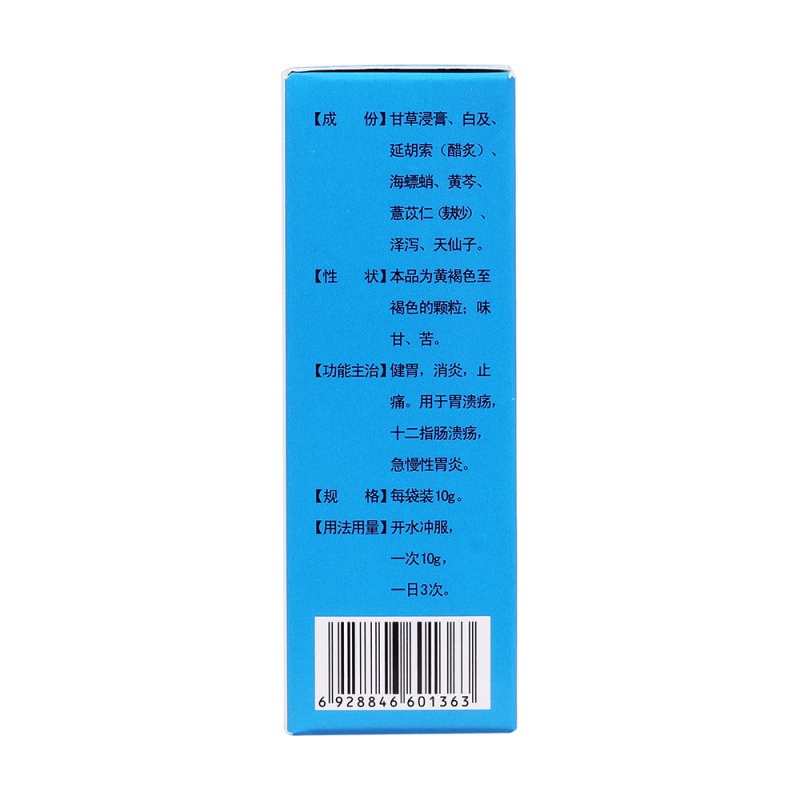 【成　份】甘草浸膏、白及、
延胡索（醋炙）、
海螵蛸、黄芩、
薏苡仁（麸炒）、
泽泻、天仙子。
【性　状】本品为黄褐色至
褐色的颗粒；味
甘、苦。
【功能主治】健胃，消炎，止
痛。用于胃溃疡，
十二指肠溃疡，
急慢性胃炎。
【规　格】每袋装10g。
【用法用量】开水冲服，
一次10g，
一日3次。
6 928846 601363